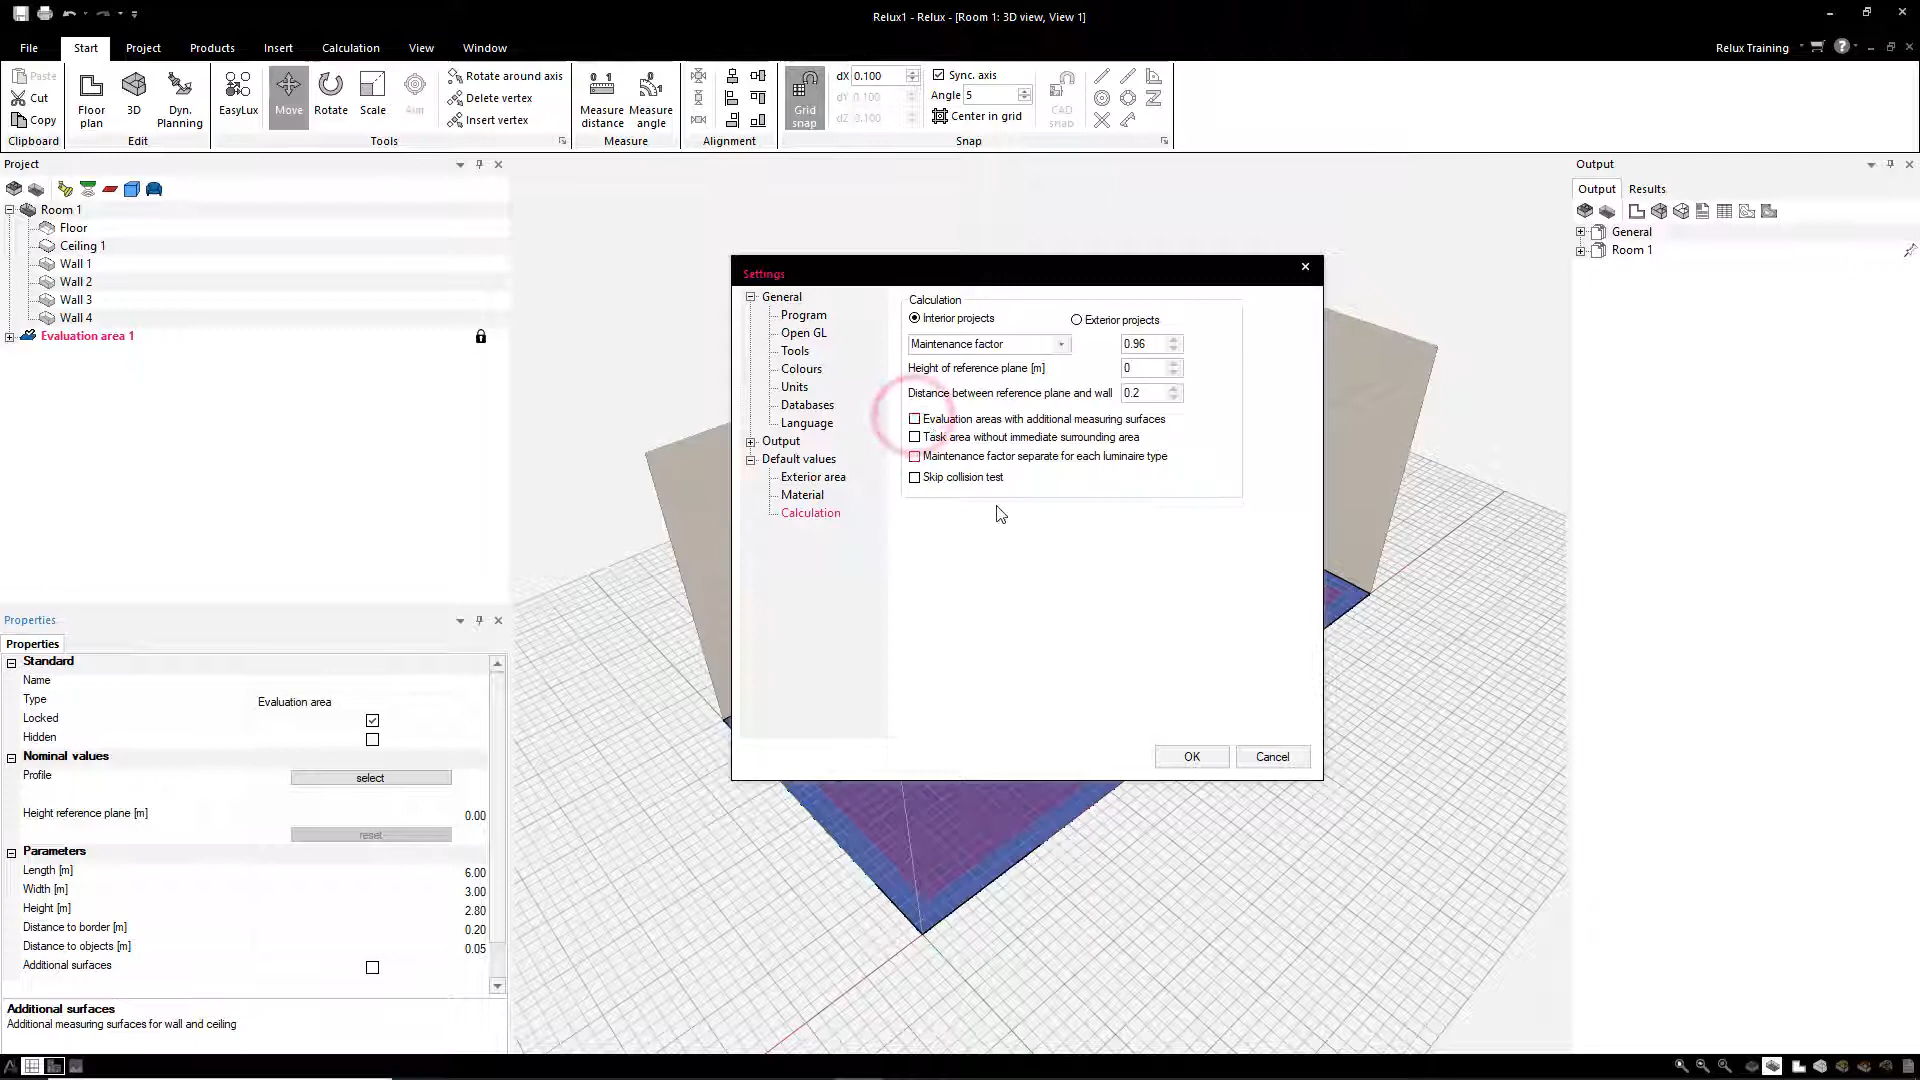 Relux1 - Relux - [Room 1: 3D view, View 1]
File Start Project Products Insert Calculation View Window Relux Training
Paste
Cut
Copy
Clipboard
Floor plan
3D
Dyn. Planning
Edit
EasyLux
Move
Rotate
Scale
Aim
Rotate around axis
Delete vertex
Insert vertex
Tools
Measure distance
Measure angle
Measure
Alignment
Grid snap
dX 0.100
dY 0.100
dZ 0.100
Sync. axis
Angle 5
Center in grid
CAD snap
Snap
Project
Room 1
Floor
Ceiling 1
Wall 1
Wall 2
Wall 3
Wall 4
Evaluation area 1
Properties
Properties
Standard
Name
Type Evaluation area
Locked
Hidden
Nominal values
Profile select
Height reference plane [m] 0.00
reset
Parameters
Length [m] 6.00
Width [m] 3.00
Height [m] 2.80
Distance to border [m] 0.20
Distance to objects [m] 0.05
Additional surfaces
Additional surfaces
Additional measuring surfaces for wall and ceiling
Settings
General
Program
Open GL
Tools
Colours
Units
Databases
Language
Output
Default values
Exterior area
Material
Calculation
Calculation
Interior projects Exterior projects
Maintenance factor 0.96
Height of reference plane [m] 0
Distance between reference plane and wall 0.2
Evaluation areas with additional measuring surfaces
Task area without immediate surrounding area
Maintenance factor separate for each luminaire type
Skip collision test
OK Cancel
Output
Output Results
General
Room 1